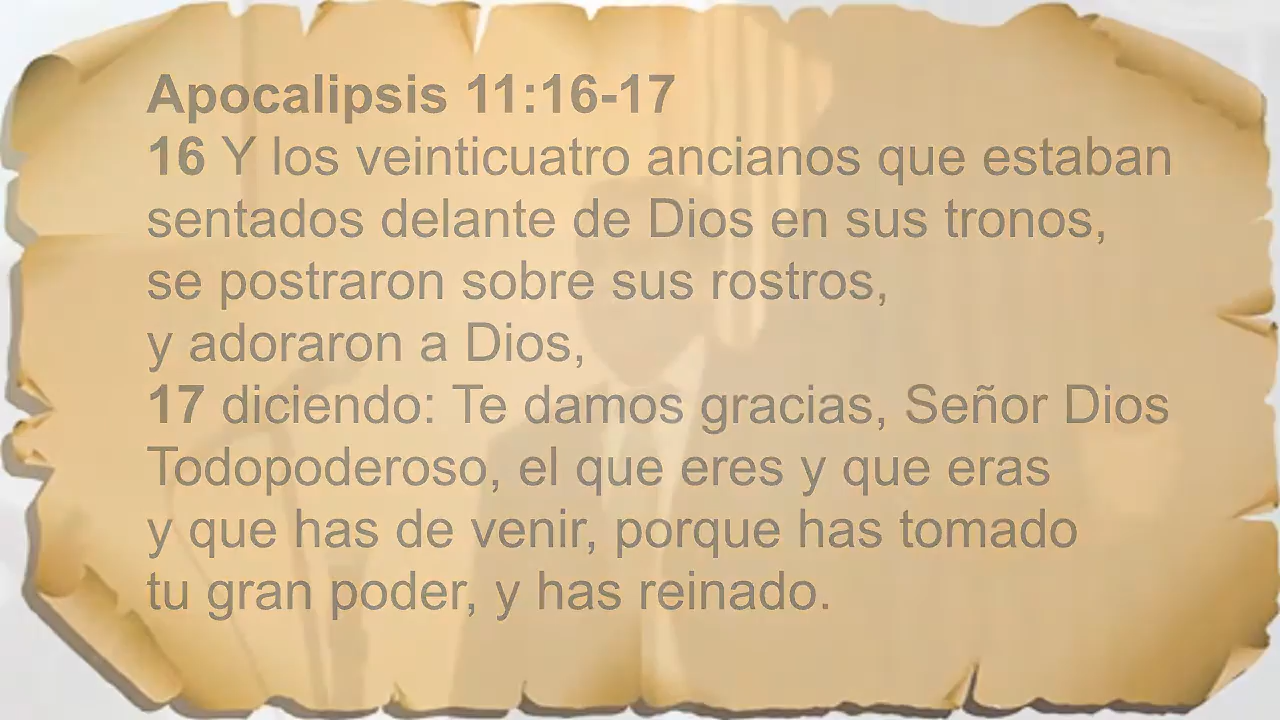 Apocalipsis 11:16-17
16 Y los veinticuatro ancianos que estaban
sentados delante de Dios en sus tronos,
se postraron sobre sus rostros,
y adoraron a Dios,
17 diciendo: Te damos gracias, Señor Dios
Todopoderoso, el que eres y que eras
y que has de venir, porque has tomado
tu gran poder, y has reinado.